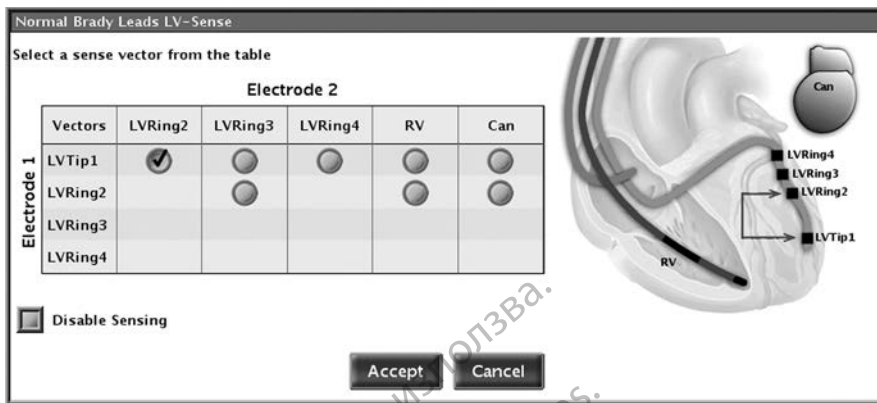 Normal Brady Leads LV-Sense
Select a sense vector from the table
Electrode 2
Vectors LVRing2 LVRing3 LVRing4 RV Can
Electrode 1
LVTip1
LVRing2
LVRing3
LVRing4
Disable Sensing
Accept Cancel
Can
LVRing4
LVRing3
LVRing2
LVTip1
RV